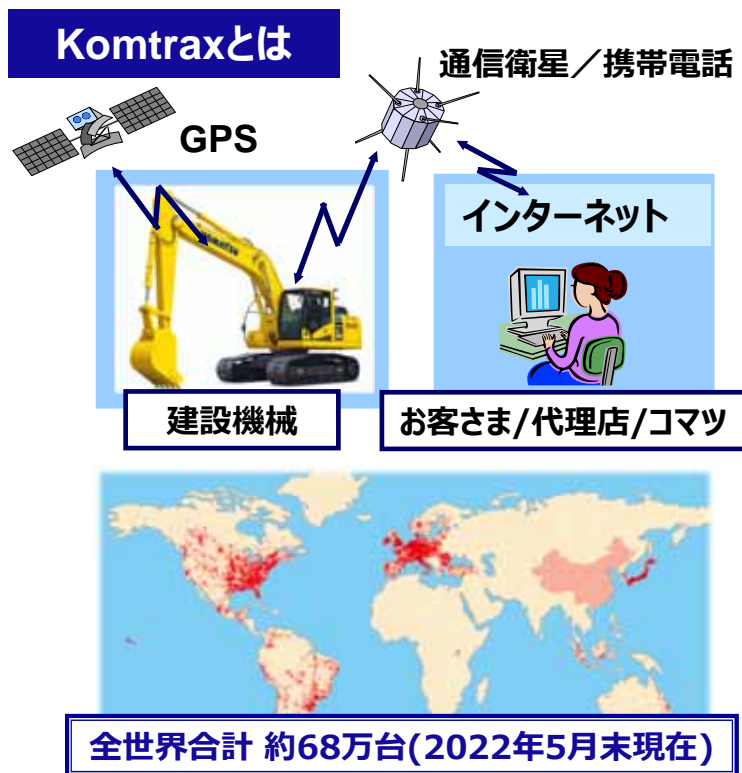 Komtraxとは
通信衛星／携帯電話
GPS
インターネット
KOMATSU
建設機械
お客さま/代理店/コマツ
全世界合計 約68万台(2022年5月末現在)